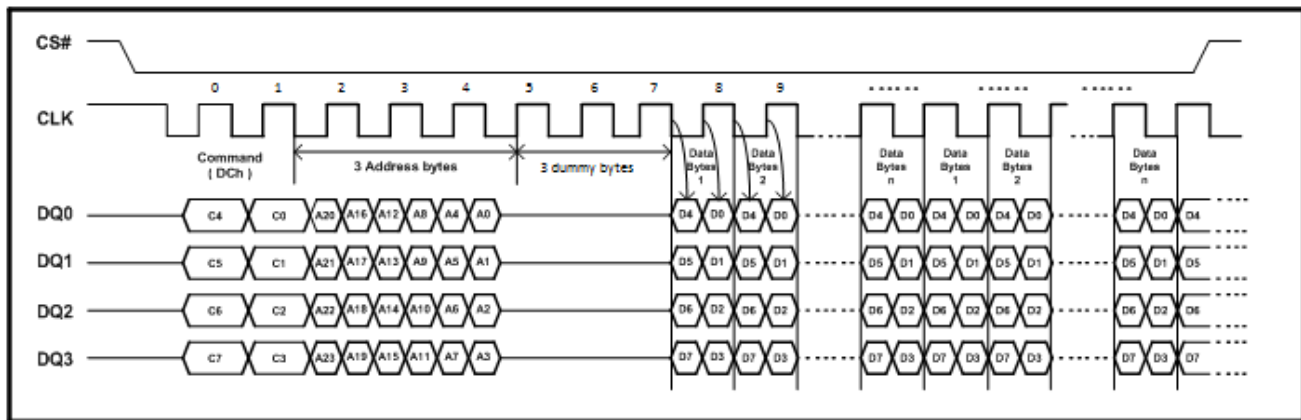 CS#
0 1 2 3 4 5 6 7 8 9
CLK
Command
( DCh )
3 Address bytes
3 dummy bytes
Data Bytes 1
Data Bytes 2
Data Bytes n
Data Bytes 1
Data Bytes 2
Data Bytes n
DQ0 C4 C0 A20 A16 A12 A8 A4 A0 D4 D0 D4 D0 D4 D0 D4 D0 D4 D0 D4 D0 D4
DQ1 C5 C1 A21 A17 A13 A9 A5 A1 D5 D1 D5 D1 D5 D1 D5 D1 D5 D1 D5 D1 D5
DQ2 C6 C2 A22 A18 A14 A10 A6 A2 D6 D2 D6 D2 D6 D2 D6 D2 D6 D2 D6 D2 D6
DQ3 C7 C3 A23 A19 A15 A11 A7 A3 D7 D3 D7 D3 D7 D3 D7 D3 D7 D3 D7 D3 D7